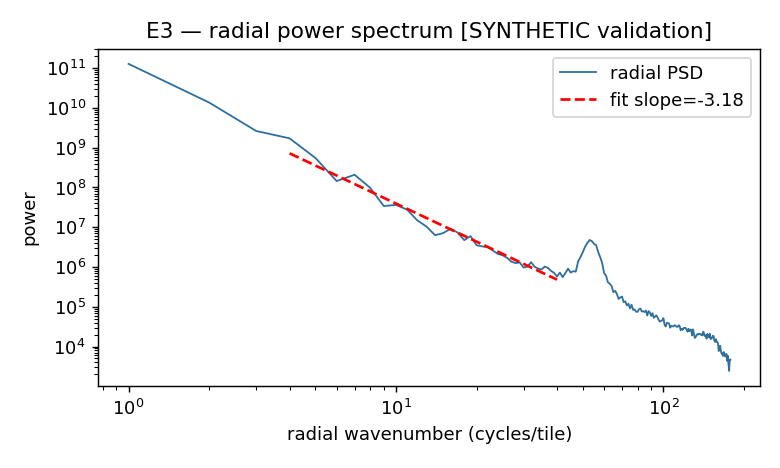 E3 — radial power spectrum [SYNTHETIC validation]
radial PSD
fit slope=-3.18
power
10¹¹
10¹⁰
10⁹
10⁸
10⁷
10⁶
10⁵
10⁴
10⁰ 10¹ 10²
radial wavenumber (cycles/tile)